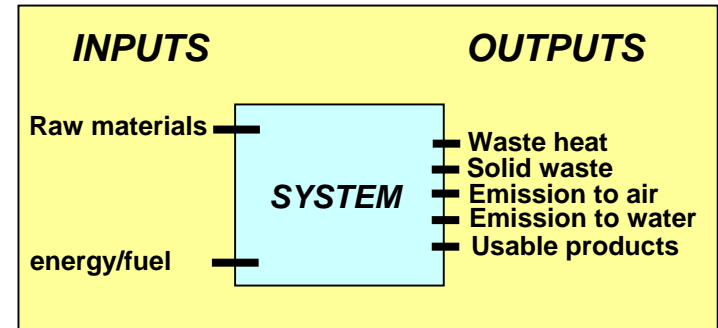 INPUTS
OUTPUTS
Raw materials
energy/fuel
SYSTEM
Waste heat
Solid waste
Emission to air
Emission to water
Usable products